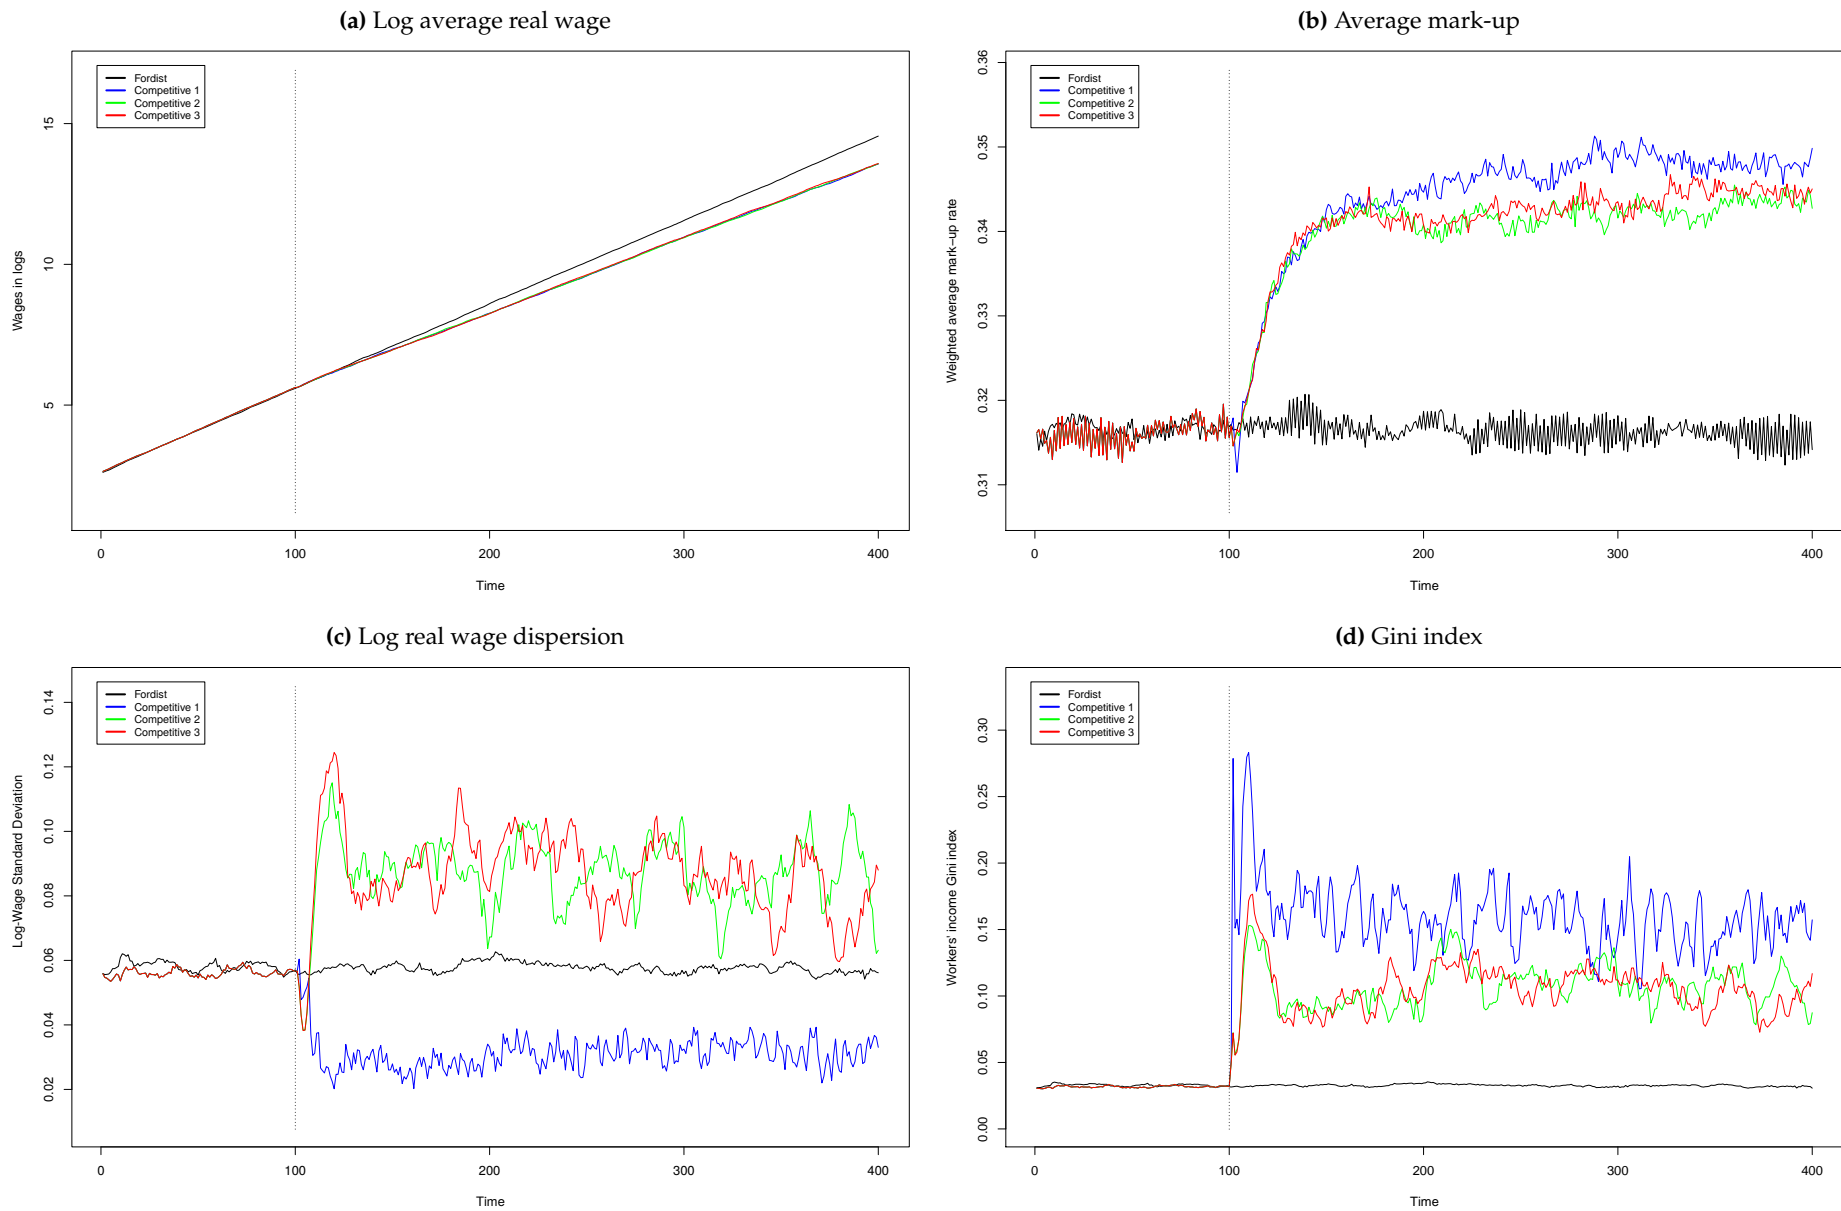 (a) Log average real wage
Fordist
Competitive 1
Competitive 2
Competitive 3
Wages in logs
15
10
5
0 100 200 300 400
Time
(b) Average mark-up
Fordist
Competitive 1
Competitive 2
Competitive 3
Weighted average mark-up rate
0.36
0.35
0.34
0.33
0.32
0.31
0 100 200 300 400
Time
(c) Log real wage dispersion
Fordist
Competitive 1
Competitive 2
Competitive 3
Log-Wage Standard Deviation
0.14
0.12
0.10
0.08
0.06
0.04
0.02
0 100 200 300 400
Time
(d) Gini index
Fordist
Competitive 1
Competitive 2
Competitive 3
Workers' income Gini index
0.30
0.25
0.20
0.15
0.10
0.05
0.00
0 100 200 300 400
Time